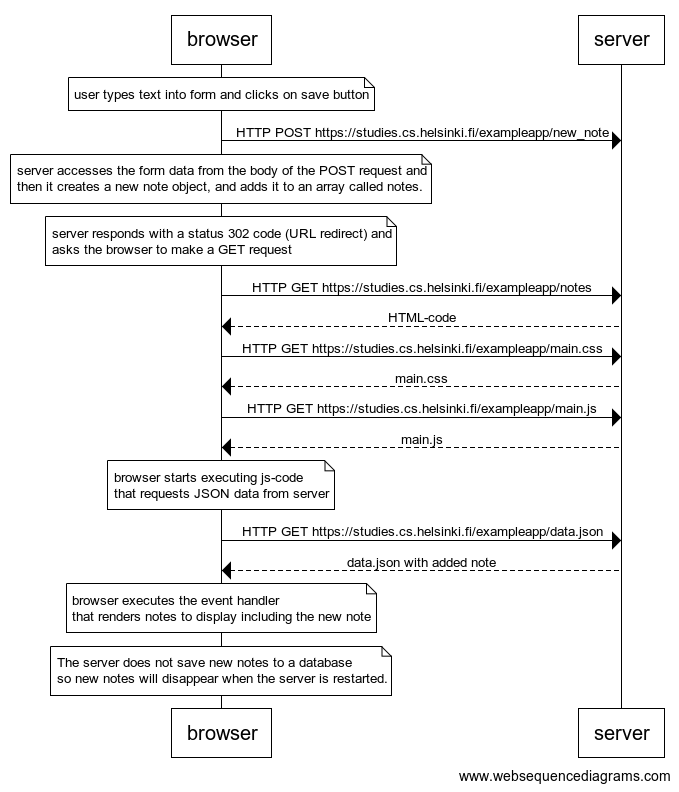 browser server
user types text into form and clicks on save button
HTTP POST https://studies.cs.helsinki.fi/exampleapp/new_note
server accesses the form data from the body of the POST request and
then it creates a new note object, and adds it to an array called notes.
server responds with a status 302 code (URL redirect) and
asks the browser to make a GET request
HTTP GET https://studies.cs.helsinki.fi/exampleapp/notes
HTML-code
HTTP GET https://studies.cs.helsinki.fi/exampleapp/main.css
main.css
HTTP GET https://studies.cs.helsinki.fi/exampleapp/main.js
main.js
browser starts executing js-code
that requests JSON data from server
HTTP GET https://studies.cs.helsinki.fi/exampleapp/data.json
data.json with added note
browser executes the event handler
that renders notes to display including the new note
The server does not save new notes to a database
so new notes will disappear when the server is restarted.
browser server
www.websequencediagrams.com